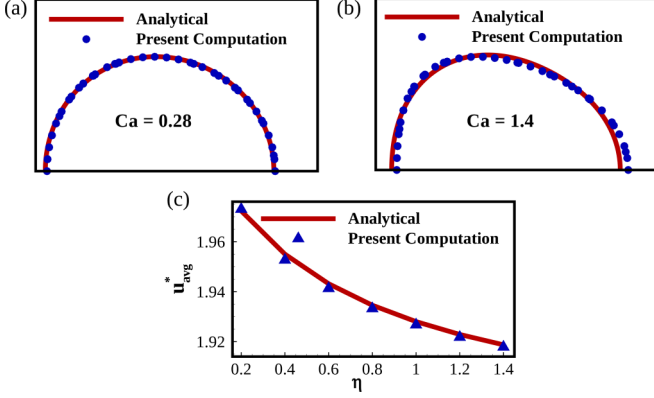 (a)
Analytical
Present Computation
Ca = 0.28
(b)
Analytical
Present Computation
Ca = 1.4
(c)
Analytical
Present Computation
1.96
1.94
1.92
u*avg
0.2 0.4 0.6 0.8 1 1.2 1.4
η